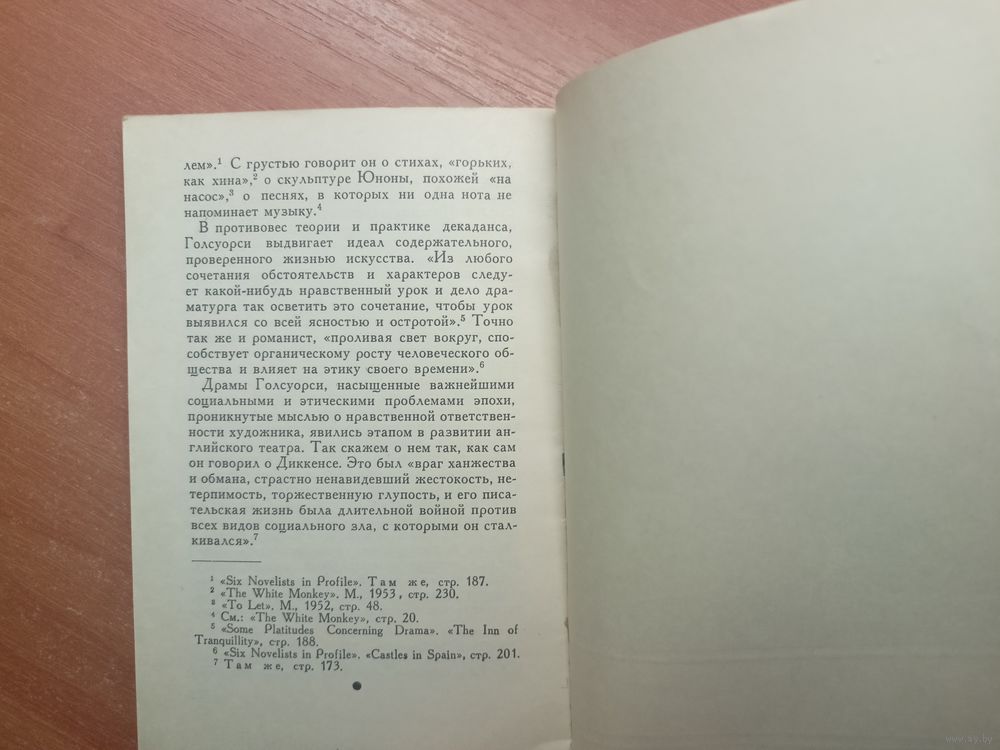 лем».¹ С грустью говорит он о стихах, «горьких,
как хина»,² о скульптуре Юноны, похожей «на
насос»,³ о песнях, в которых ни одна нота не
напоминает музыку.⁴
В противовес теории и практике декаданса,
Голсуорси выдвигает идеал содержательного,
проверенного жизнью искусства. «Из любого
сочетания обстоятельств и характеров следу-
ет какой-нибудь нравственный урок и дело дра-
матурга так осветить это сочетание, чтобы урок
выявился со всей ясностью и остротой».⁵ Точно
так же и романист, «проливая свет вокруг, спо-
собствует органическому росту человеческого об-
щества и влияет на этику своего времени».⁶
Драмы Голсуорси, насыщенные важнейшими
социальными и этическими проблемами эпохи,
проникнутые мыслью о нравственной ответствен-
ности художника, явились этапом в развитии ан-
глийского театра. Так скажем о нем так, как сам
он говорил о Диккенсе. Это был «враг ханжества
и обмана, страстно ненавидевший жестокость, не-
терпимость, торжественную глупость, и его писа-
тельская жизнь была длительной войной против
всех видов социального зла, с которыми он стал-
кивался».⁷
¹ «Six Novelists in Profile». Там же, стр. 187.
² «The White Monkey». М., 1953, стр. 230.
³ «To Let». М., 1952, стр. 48.
⁴ См.: «The White Monkey», стр. 20.
⁵ «Some Platitudes Concerning Drama». «The Inn of
Tranquillity», стр. 188.
⁶ «Six Novelists in Profile». «Castles in Spain», стр. 201.
⁷ Там же, стр. 173.
www.ay.by